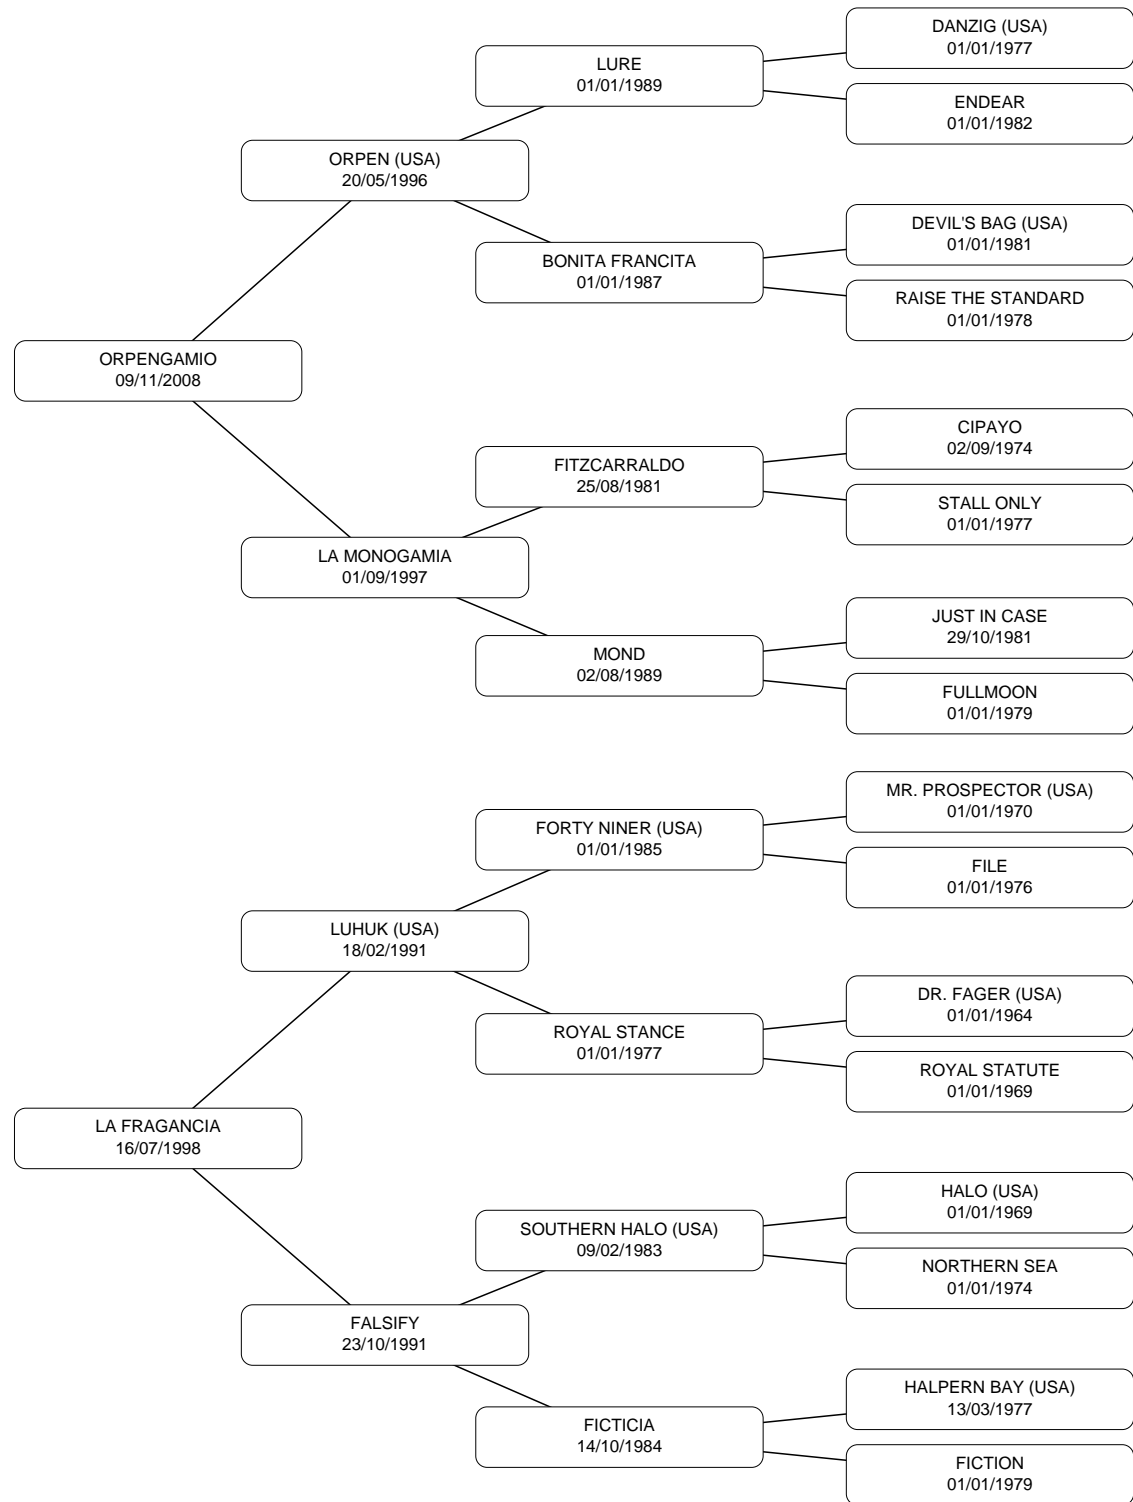 DANZIG (USA)
01/01/1977
LURE
01/01/1989
ENDEAR
01/01/1982
ORPEN (USA)
20/05/1996
DEVIL'S BAG (USA)
01/01/1981
BONITA FRANCITA
01/01/1987
RAISE THE STANDARD
01/01/1978
ORPENGAMIO
09/11/2008
CIPAYO
02/09/1974
FITZCARRALDO
25/08/1981
STALL ONLY
01/01/1977
LA MONOGAMIA
01/09/1997
JUST IN CASE
29/10/1981
MOND
02/08/1989
FULLMOON
01/01/1979
MR. PROSPECTOR (USA)
01/01/1970
FORTY NINER (USA)
01/01/1985
FILE
01/01/1976
LUHUK (USA)
18/02/1991
DR. FAGER (USA)
01/01/1964
ROYAL STANCE
01/01/1977
ROYAL STATUTE
01/01/1969
LA FRAGANCIA
16/07/1998
HALO (USA)
01/01/1969
SOUTHERN HALO (USA)
09/02/1983
NORTHERN SEA
01/01/1974
FALSIFY
23/10/1991
HALPERN BAY (USA)
13/03/1977
FICTICIA
14/10/1984
FICTION
01/01/1979